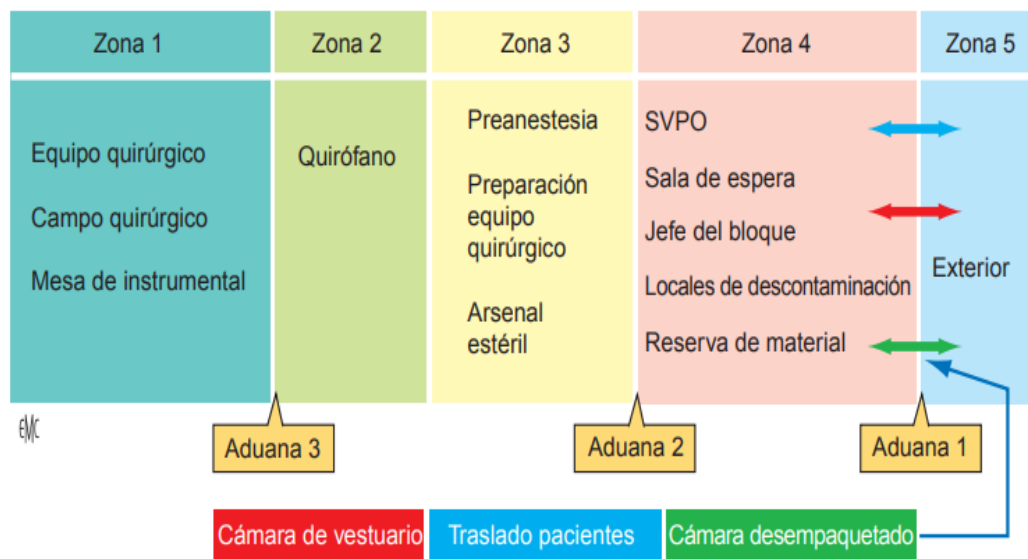 Zona 1
Zona 2
Zona 3
Zona 4
Zona 5
Equipo quirúrgico
Campo quirúrgico
Mesa de instrumental
Quirófano
Preanestesia
Preparación
equipo
quirúrgico
Arsenal
estéril
SVPO
Sala de espera
Jefe del bloque
Locales de descontaminación
Reserva de material
Exterior
EMC
Aduana 3
Aduana 2
Aduana 1
Cámara de vestuario
Traslado pacientes
Cámara desempaquetado